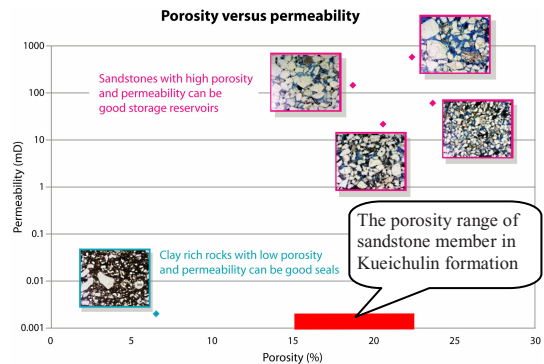 Porosity versus permeability
1000
100
10
1
0.1
0.01
0.001
Permeability (mD)
Sandstones with high porosity
and permeability can be
good storage reservoirs
The porosity range of
sandstone member in
Kueichulin formation
Clay rich rocks with low porosity
and permeability can be good seals
0
5
10
15
20
25
30
Porosity (%)